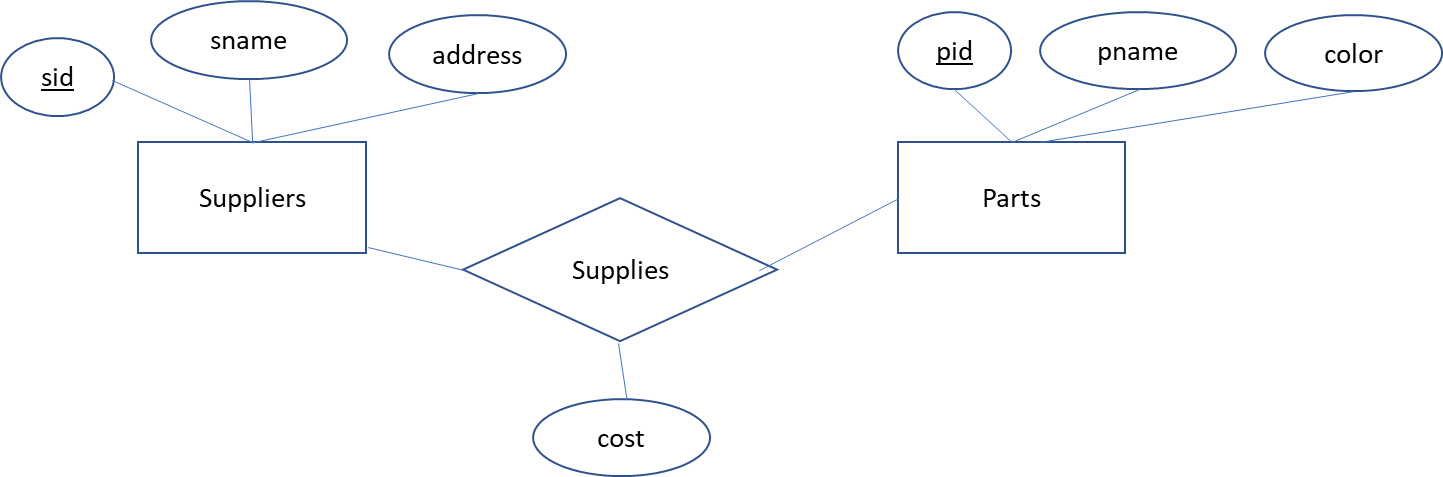 sid
sname
address
pid
pname
color
Suppliers
Parts
Supplies
cost